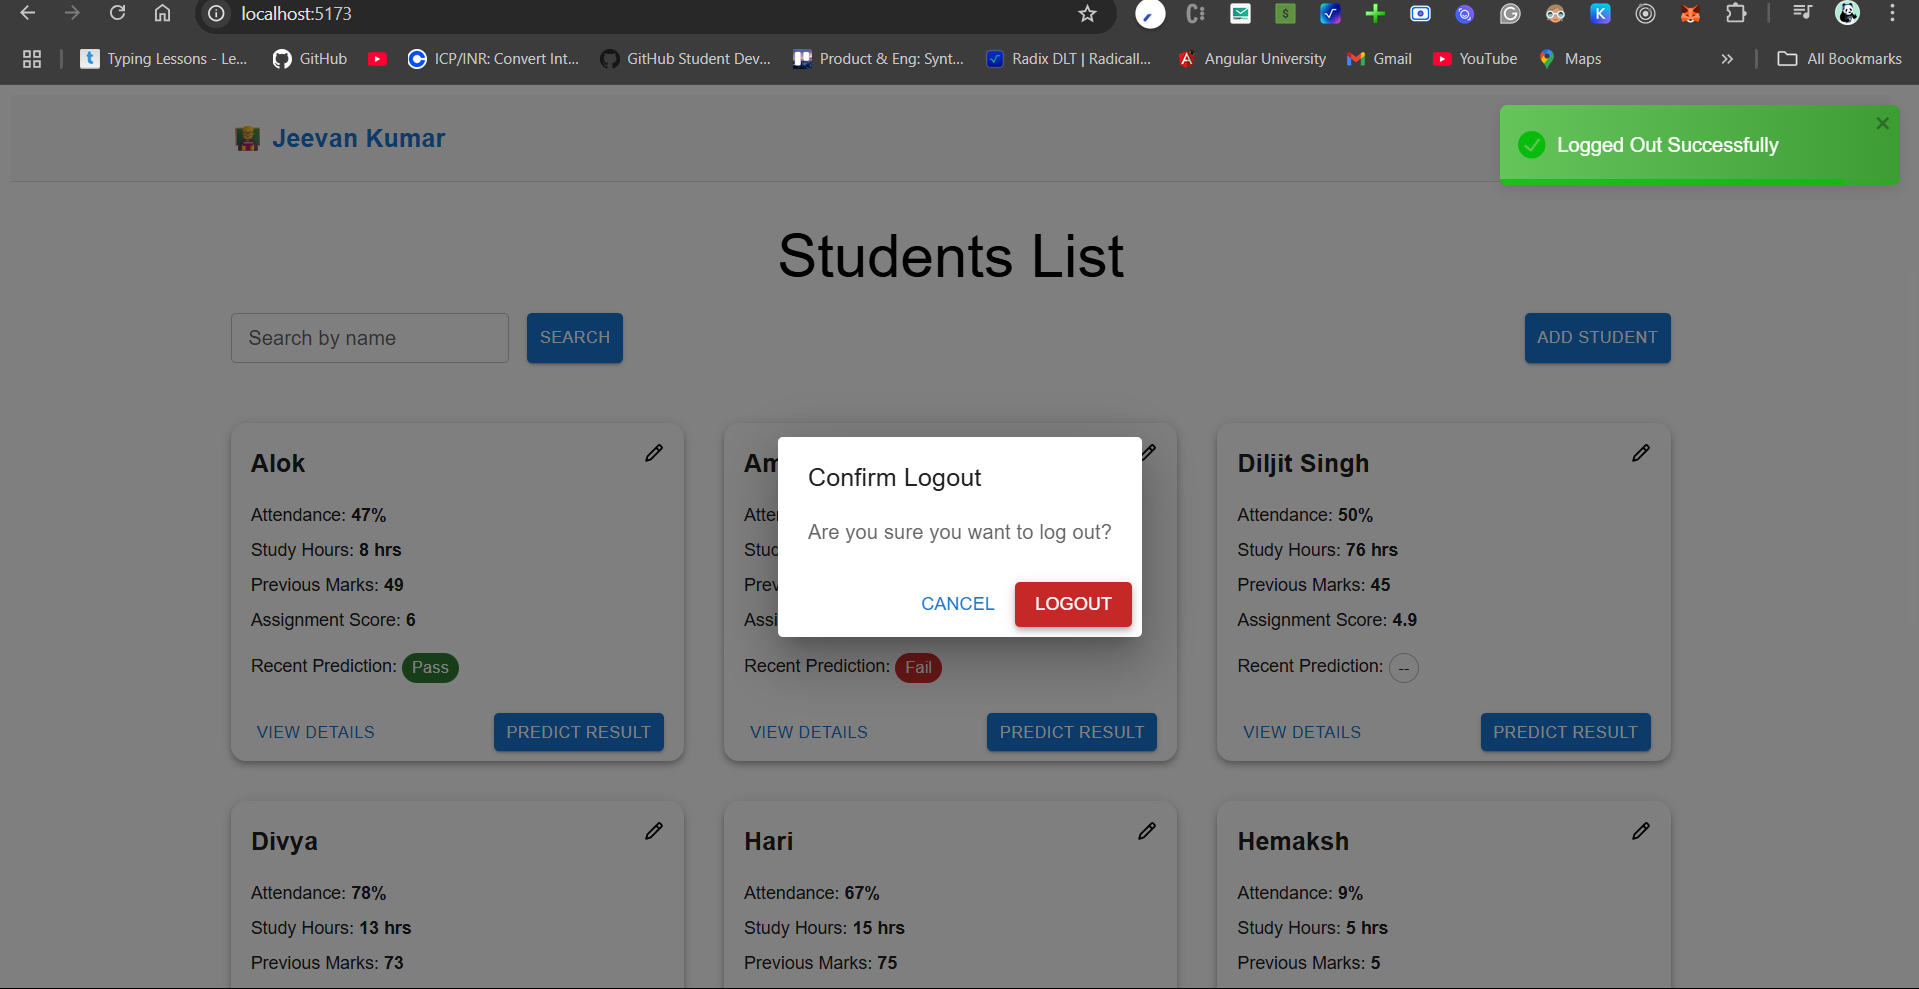 localhost:5173
Typing Lessons - Le...
GitHub
ICP/INR: Convert Int...
GitHub Student Dev...
Product & Eng: Synt...
Radix DLT | Radicall...
Angular University
Gmail
YouTube
Maps
All Bookmarks
Jeevan Kumar
Logged Out Successfully
Students List
Search by name
SEARCH
ADD STUDENT
Alok
Attendance: 47%
Study Hours: 8 hrs
Previous Marks: 49
Assignment Score: 6
Recent Prediction: Pass
VIEW DETAILS
PREDICT RESULT
Am
Atte
Stud
Prev
Assi
Recent Prediction: Fail
VIEW DETAILS
PREDICT RESULT
Confirm Logout
Are you sure you want to log out?
CANCEL
LOGOUT
Diljit Singh
Attendance: 50%
Study Hours: 76 hrs
Previous Marks: 45
Assignment Score: 4.9
Recent Prediction: --
VIEW DETAILS
PREDICT RESULT
Divya
Attendance: 78%
Study Hours: 13 hrs
Previous Marks: 73
Hari
Attendance: 67%
Study Hours: 15 hrs
Previous Marks: 75
Hemaksh
Attendance: 9%
Study Hours: 5 hrs
Previous Marks: 5